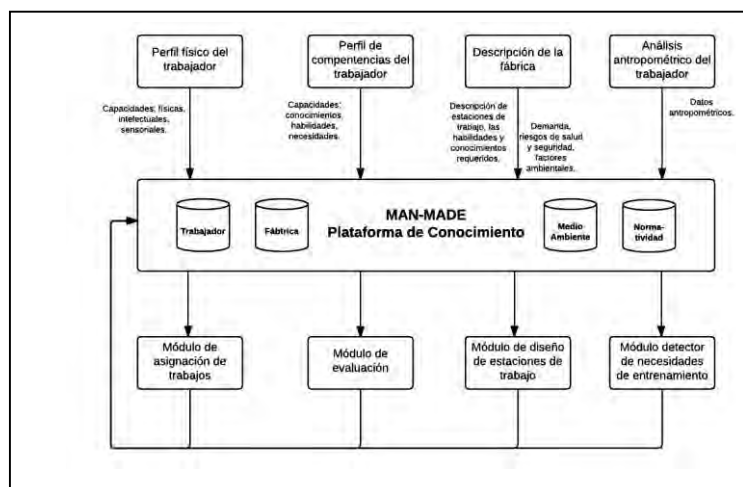 Perfil físico del
trabajador
Perfil de
compentencias del
trabajador
Descripción de la
fábrica
Análisis
antropométrico del
trabajador
Capacidades: físicas,
intelectuales,
sensoriales.
Capacidades:
conocimientos,
habilidades,
necesidades.
Descripción de
estaciones de
trabajo, las
habilidades y
conocimientos
requeridos.
Demanda,
riesgos de salud
y seguridad,
factores
ambientales.
Datos
antropométricos.
MAN-MADE
Plataforma de Conocimiento
Trabajador
Fábtrica
Medio
Ambiente
Norma-
tividad
Módulo de
asignación de
trabajos
Módulo de
evaluación
Módulo de diseño
de estaciones de
trabajo
Módulo detector
de necesidades
de entrenamiento